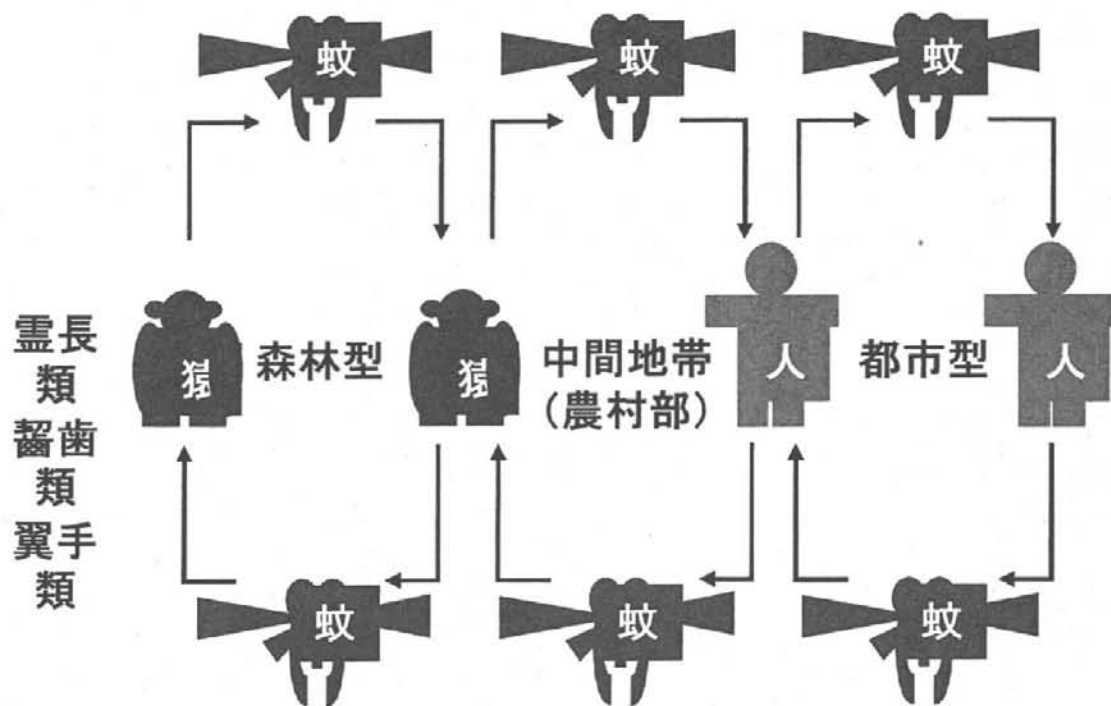 蚊
蚊
蚊
霊長
類
齧歯
類
翼手
類
猿
森林型
猿
中間地帯
(農村部)
人
都市型
人
蚊
蚊
蚊